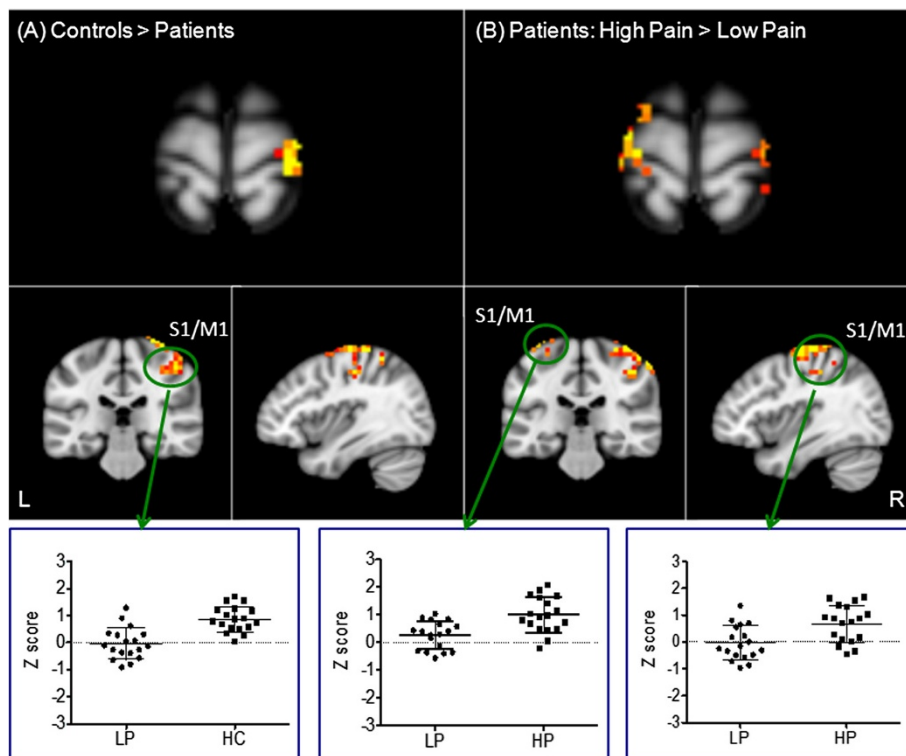 (A) Controls > Patients
(B) Patients: High Pain > Low Pain
S1/M1
S1/M1
S1/M1
L
R
3
2
1
0
-1
-2
-3
Z score
LP HC
3
2
1
0
-1
-2
-3
Z score
LP HP
3
2
1
0
-1
-2
-3
Z score
LP HP